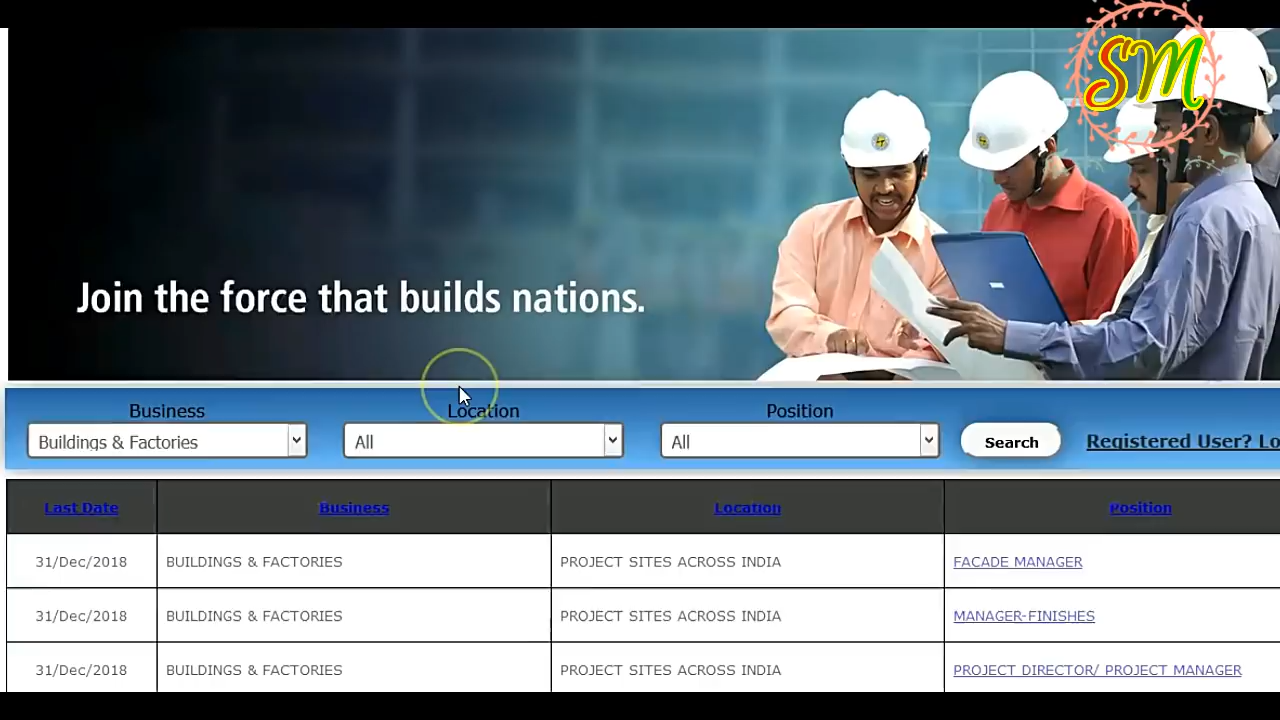 SM
Join the force that builds nations.
Business Location Position
Buildings & Factories All All Search Registered User? Lo
Last Date Business Location Position
31/Dec/2018 BUILDINGS & FACTORIES PROJECT SITES ACROSS INDIA FACADE MANAGER
31/Dec/2018 BUILDINGS & FACTORIES PROJECT SITES ACROSS INDIA MANAGER-FINISHES
31/Dec/2018 BUILDINGS & FACTORIES PROJECT SITES ACROSS INDIA PROJECT DIRECTOR/ PROJECT MANAGER